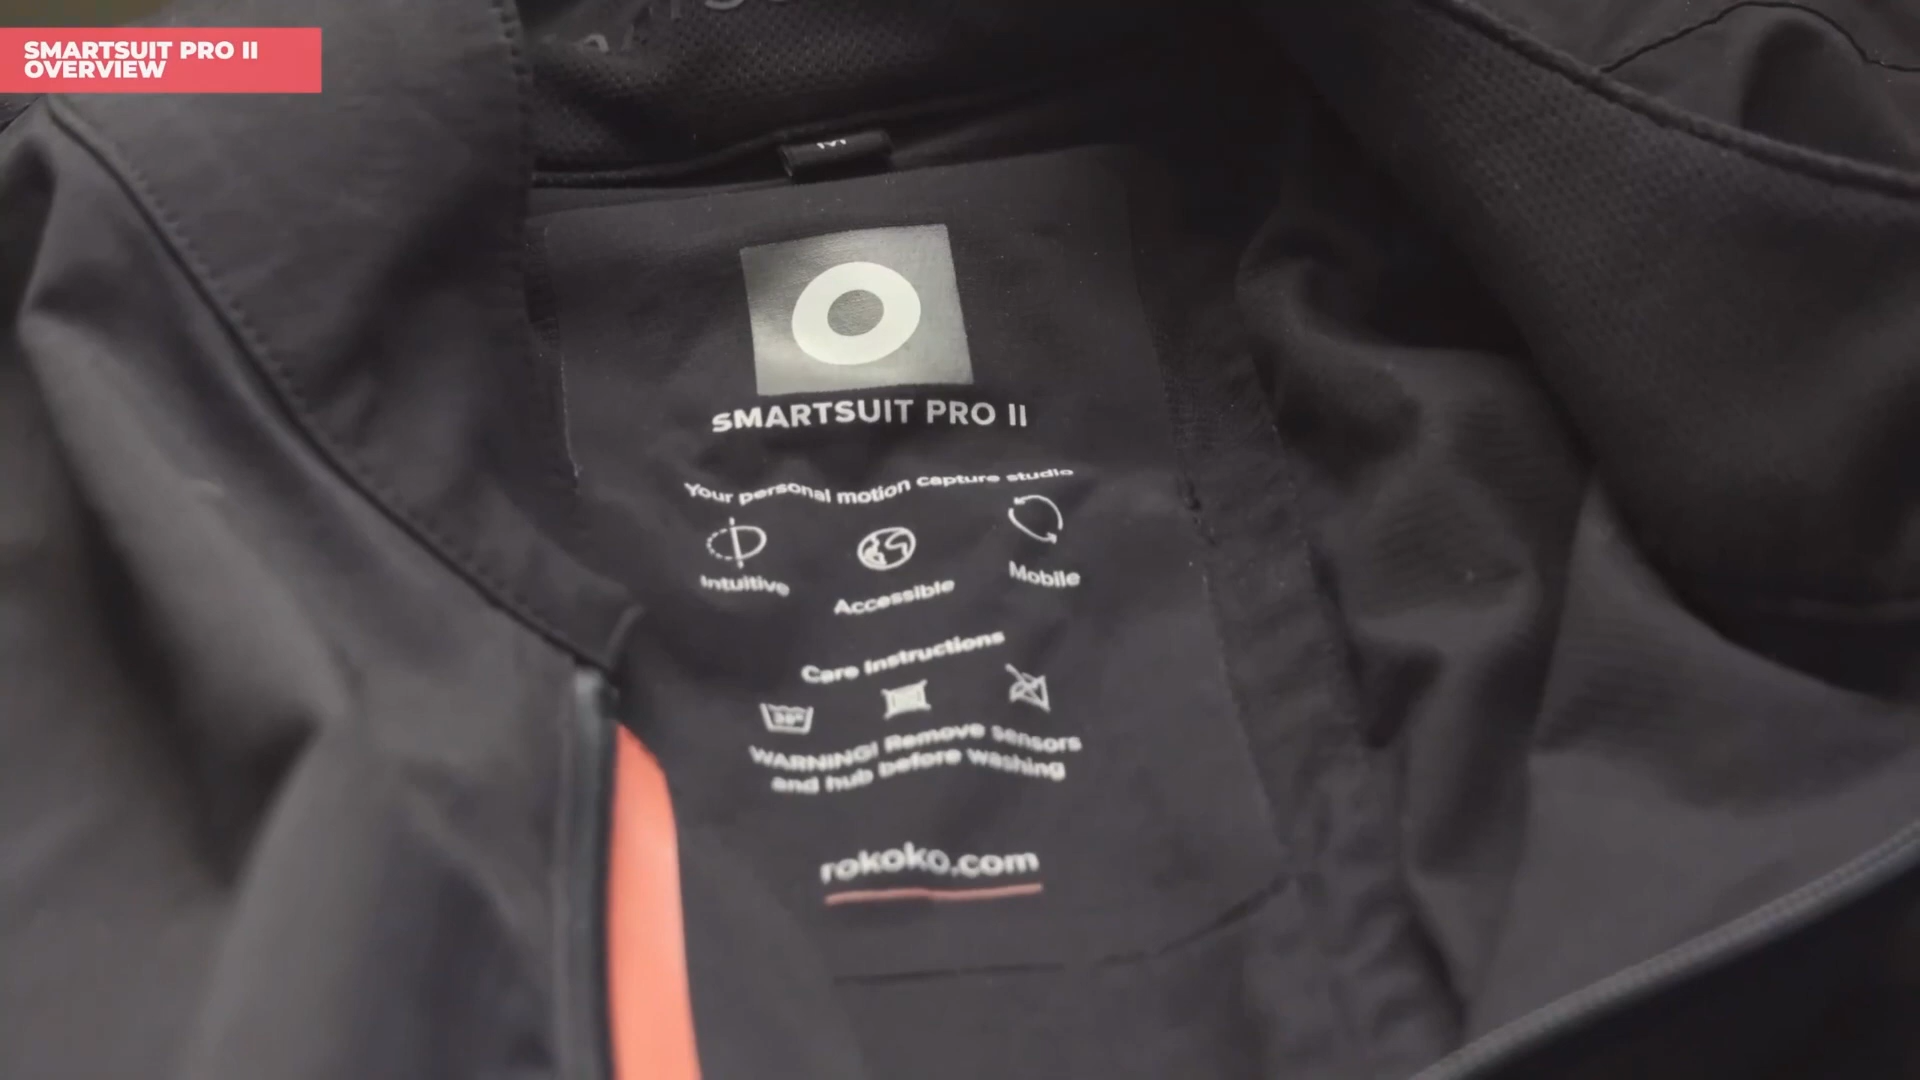 SMARTSUIT PRO II
OVERVIEW
M
SMARTSUIT PRO II
Your personal motion capture studio
Intuitive
Accessible
Mobile
Care Instructions
30°
WARNING! Remove sensors
and hub before washing
rokoko.com